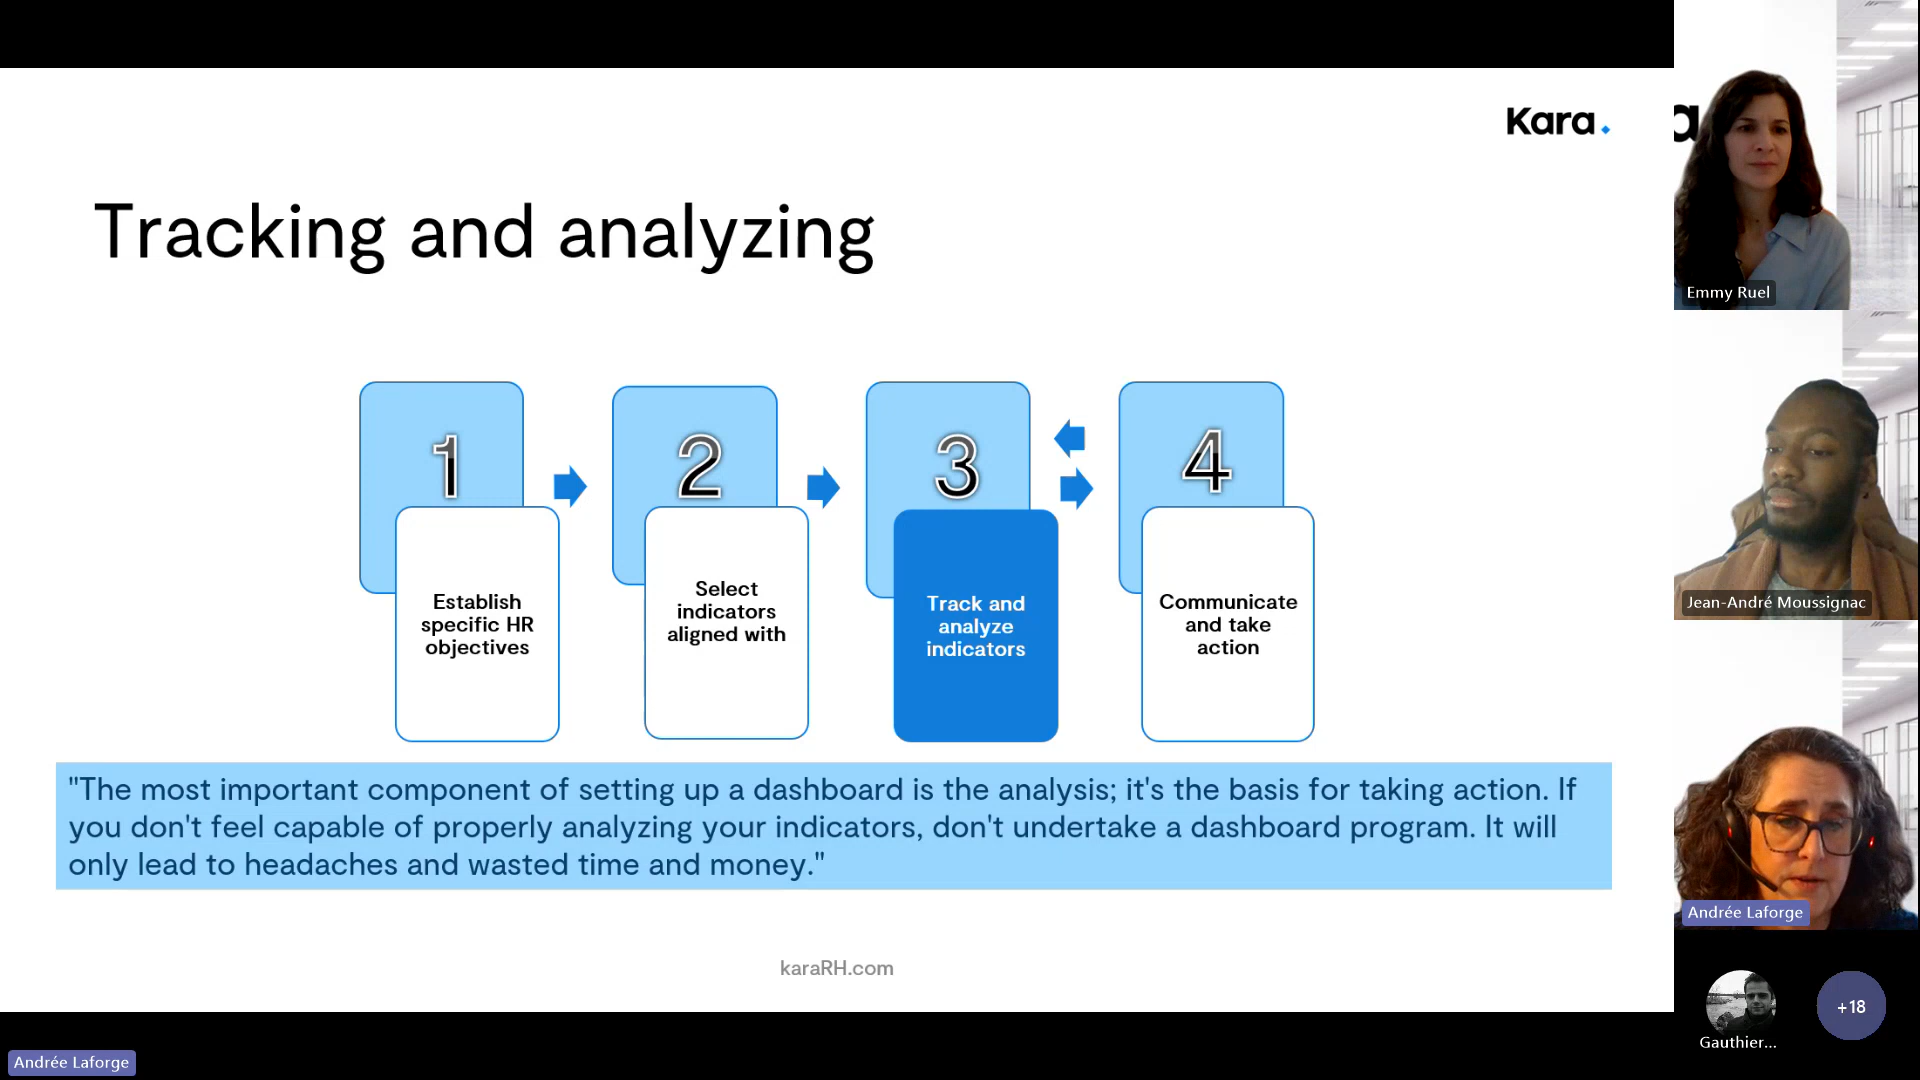 Kara
Tracking and analyzing
1
2
3
4
Establish
specific HR
objectives
Select
indicators
aligned with
Track and
analyze
indicators
Communicate
and take
action
"The most important component of setting up a dashboard is the analysis; it's the basis for taking action. If
you don't feel capable of properly analyzing your indicators, don't undertake a dashboard program. It will
only lead to headaches and wasted time and money."
karaRH.com
Andrée Laforge
a
Emmy Ruel
Jean-André Moussignac
Andrée Laforge
Gauthier...
+18